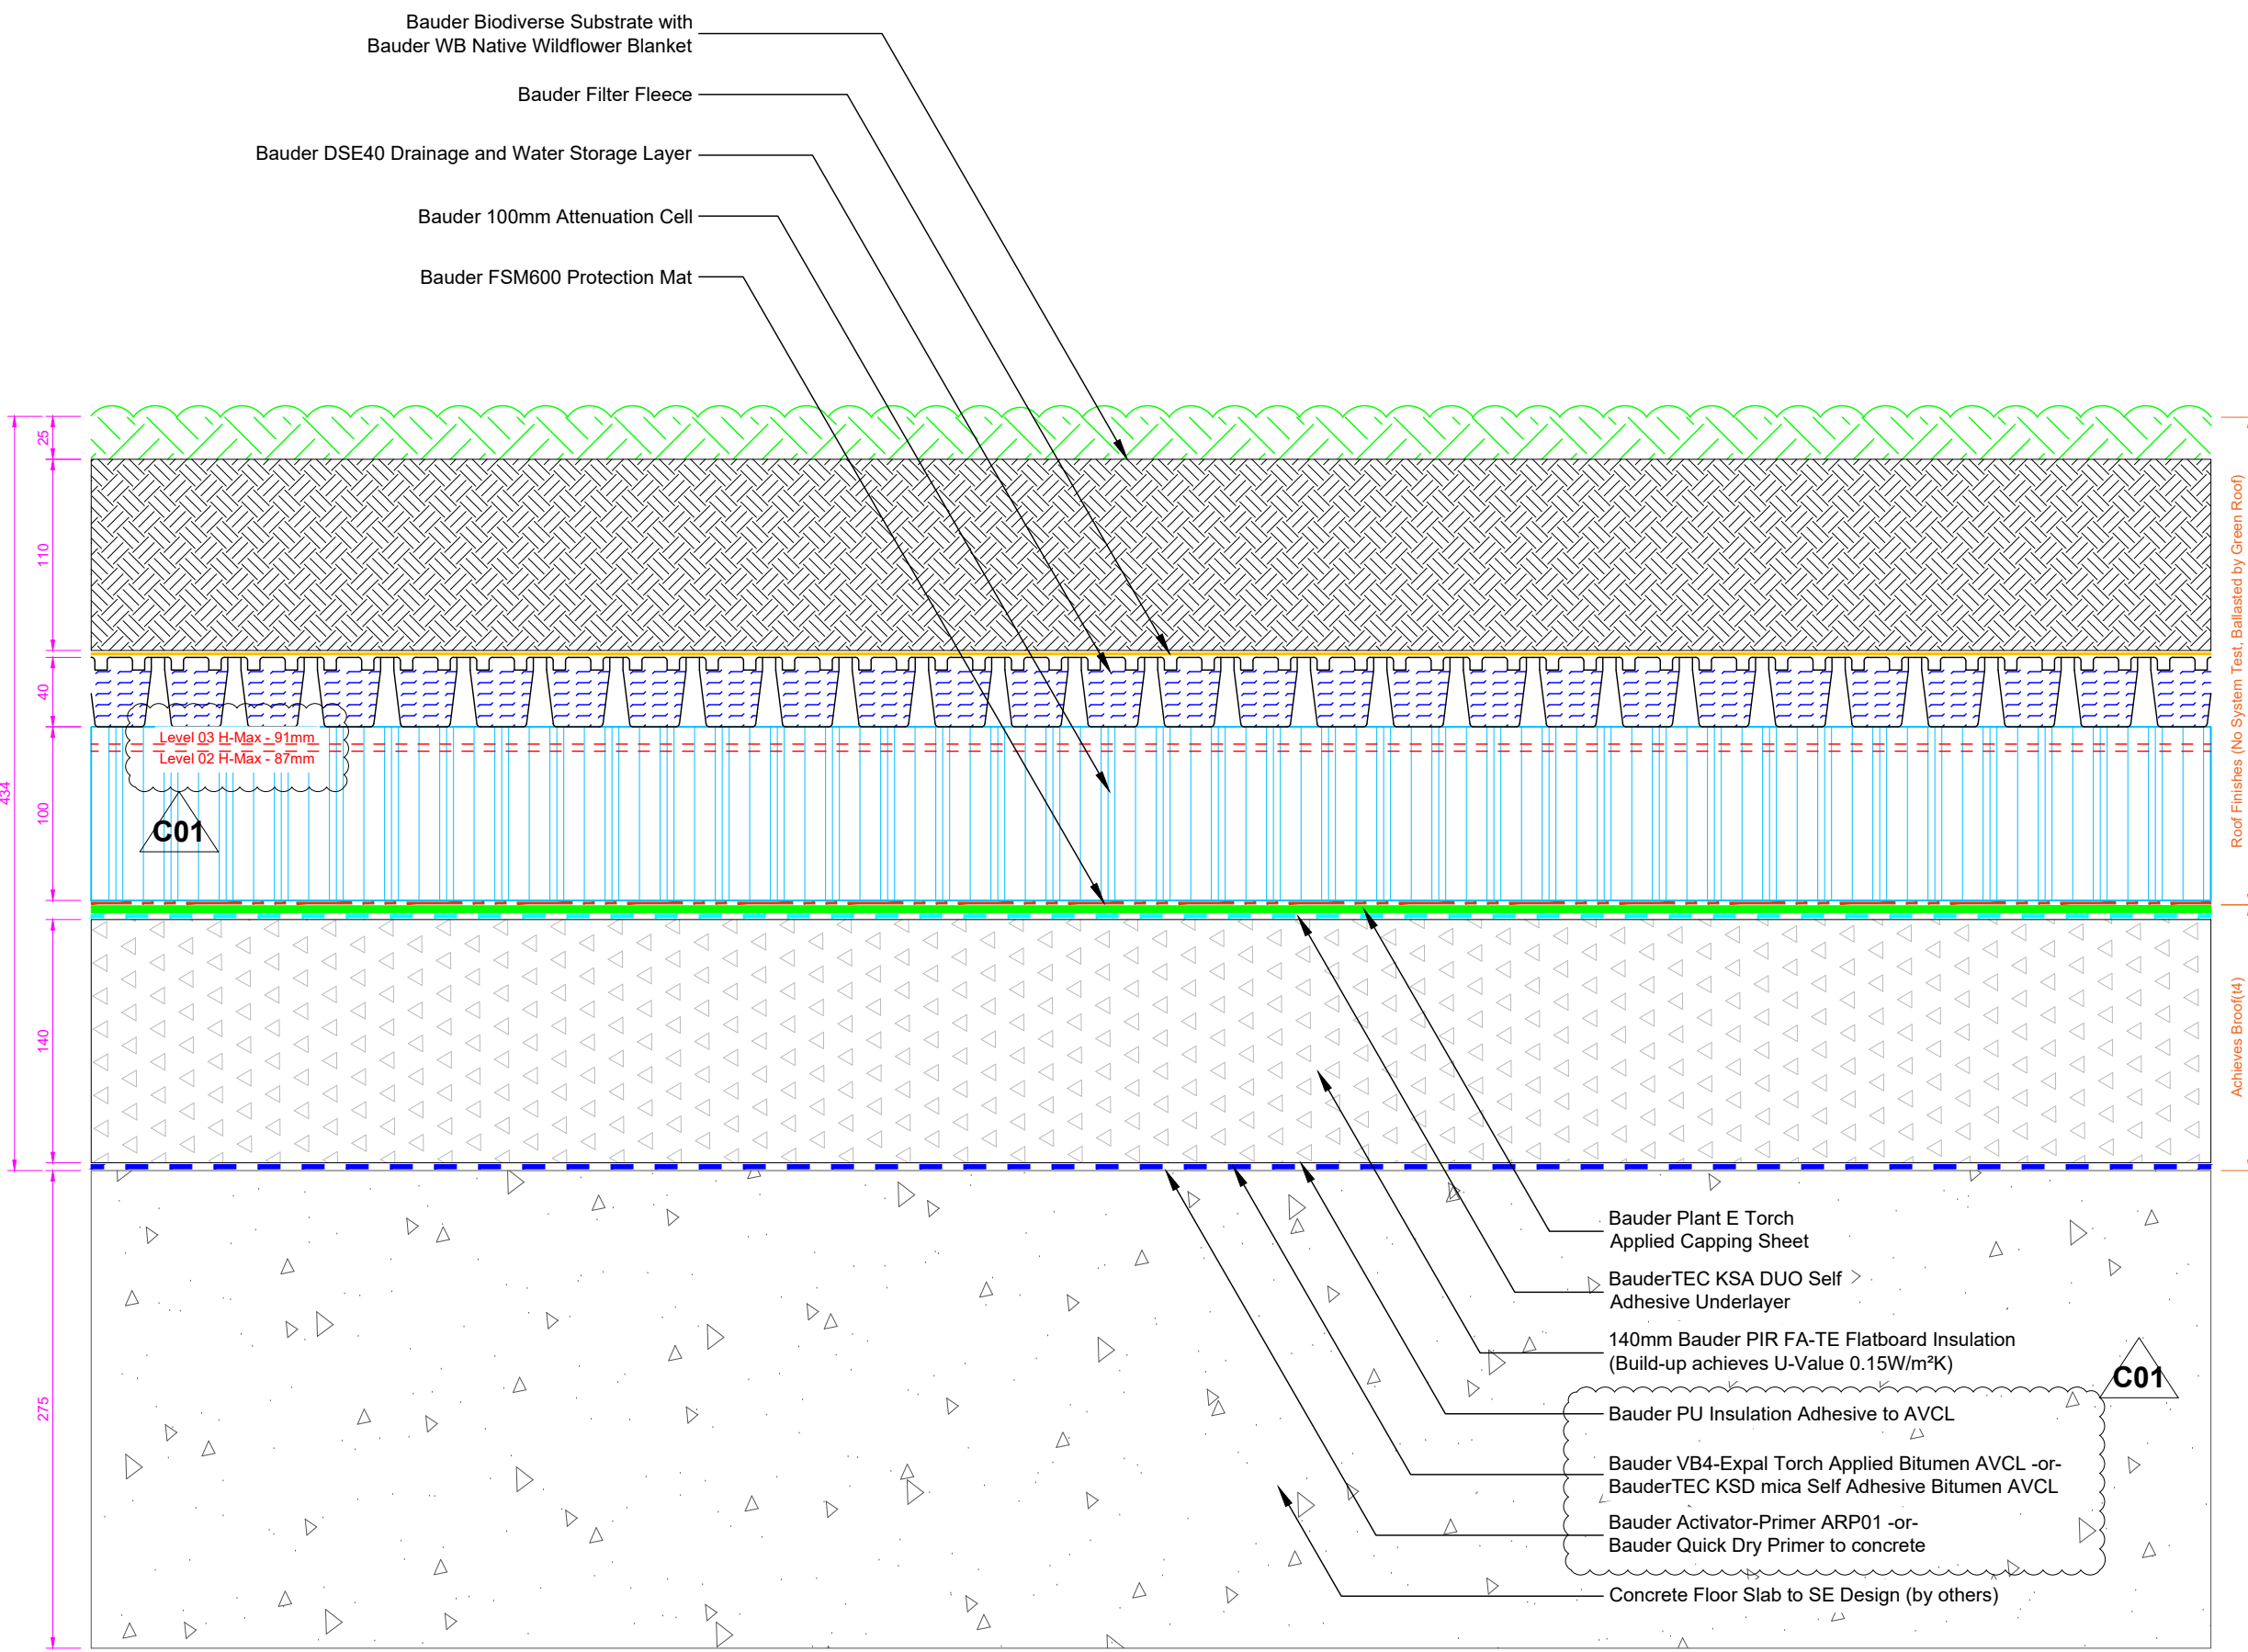 Bauder Biodiverse Substrate with
Bauder WB Native Wildflower Blanket
Bauder Filter Fleece
Bauder DSE40 Drainage and Water Storage Layer
Bauder 100mm Attenuation Cell
Bauder FSM600 Protection Mat
25
110
40
100
434
140
275
Level 03 H-Max - 91mm
Level 02 H-Max - 87mm
C01
Roof Finishes (No System Test, Ballasted by Green Roof)
Achieves Broof(t4)
Bauder Plant E Torch
Applied Capping Sheet
BauderTEC KSA DUO Self
Adhesive Underlayer
140mm Bauder PIR FA-TE Flatboard Insulation
(Build-up achieves U-Value 0.15W/m²K)
C01
Bauder PU Insulation Adhesive to AVCL
Bauder VB4-Expal Torch Applied Bitumen AVCL -or-
BauderTEC KSD mica Self Adhesive Bitumen AVCL
Bauder Activator-Primer ARP01 -or-
Bauder Quick Dry Primer to concrete
Concrete Floor Slab to SE Design (by others)